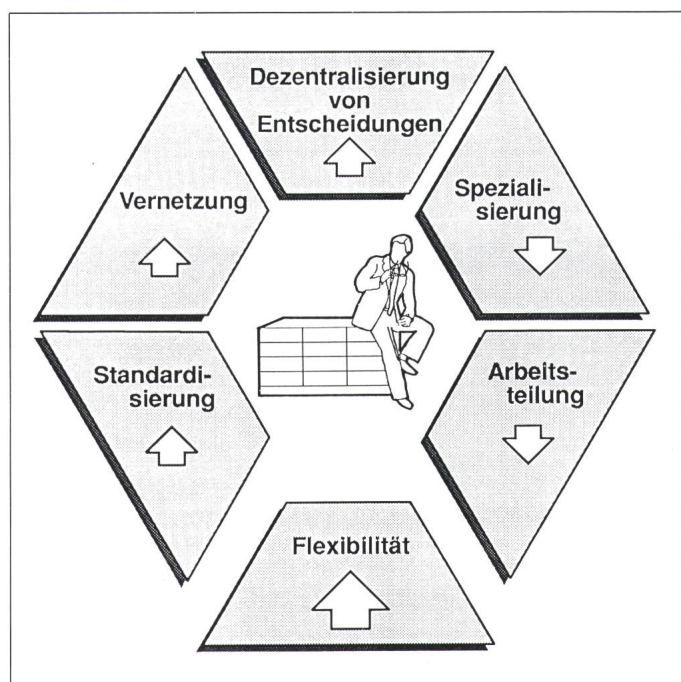 Dezentralisierung
von
Entscheidungen
Vernetzung
Speziali-
sierung
Standardi-
sierung
Arbeits-
teilung
Flexibilität